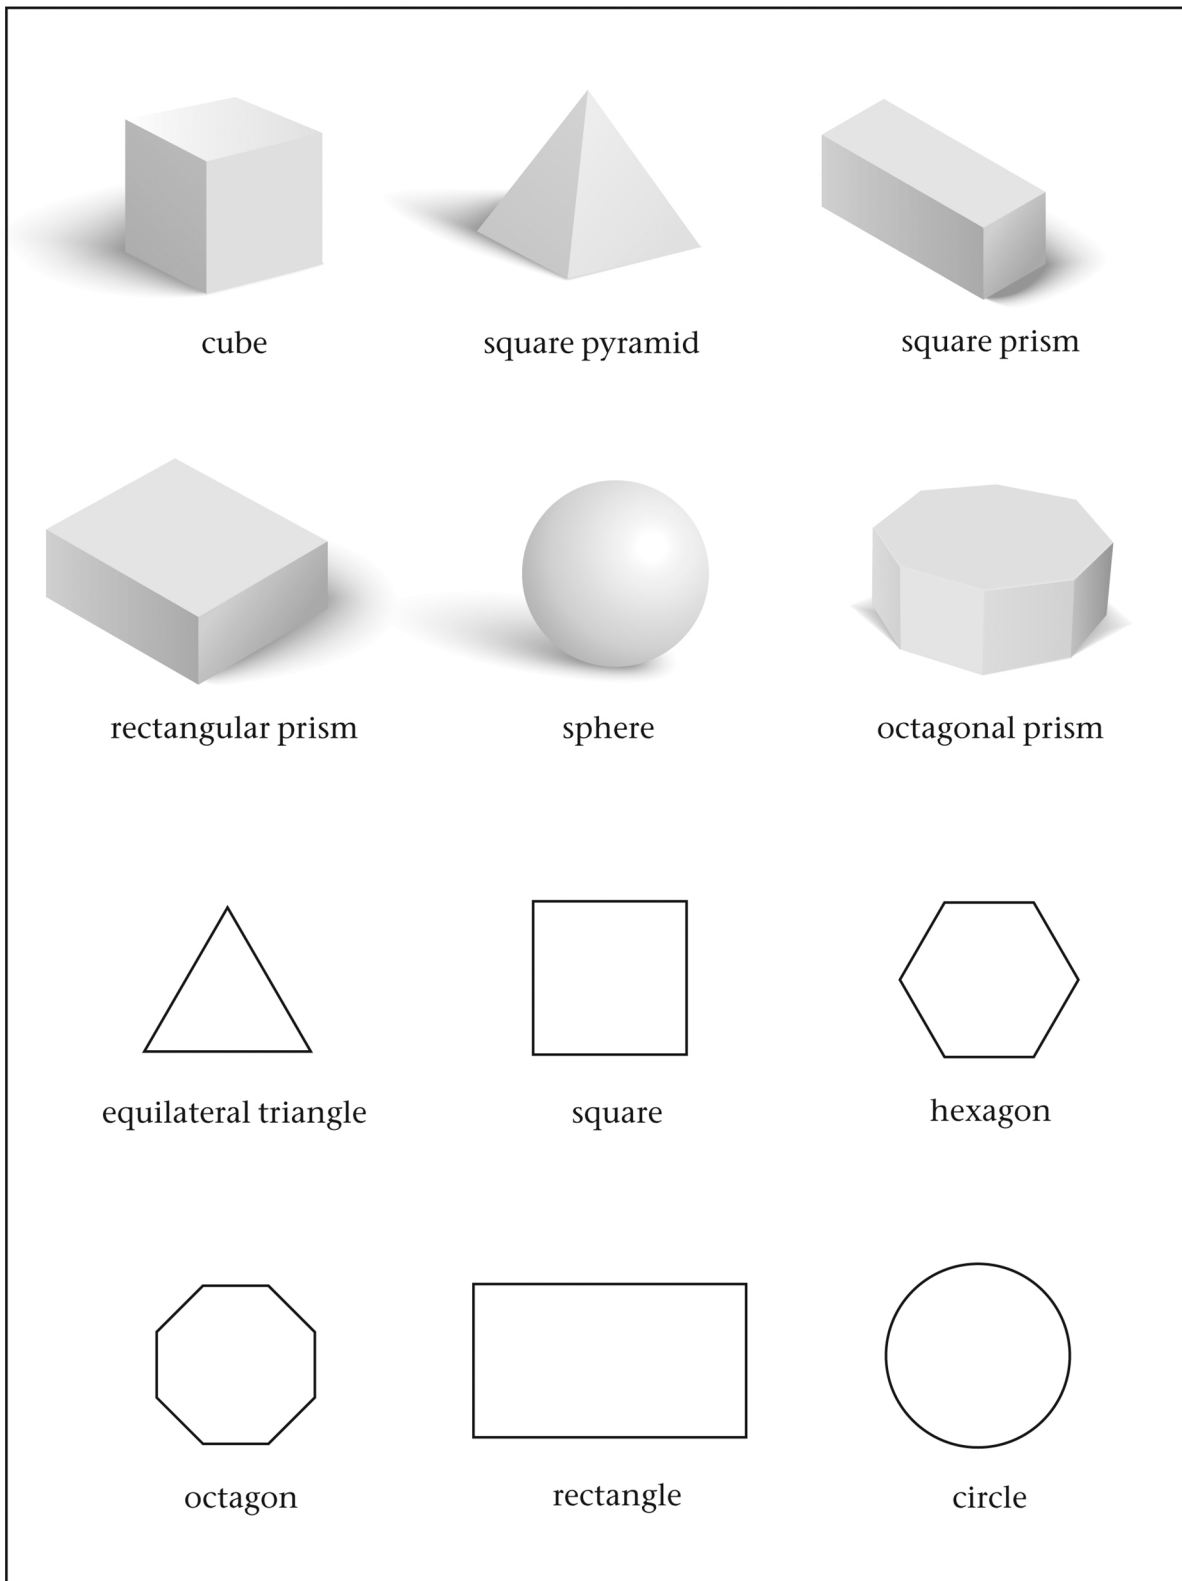 cube
square pyramid
square prism
rectangular prism
sphere
octagonal prism
equilateral triangle
square
hexagon
octagon
rectangle
circle